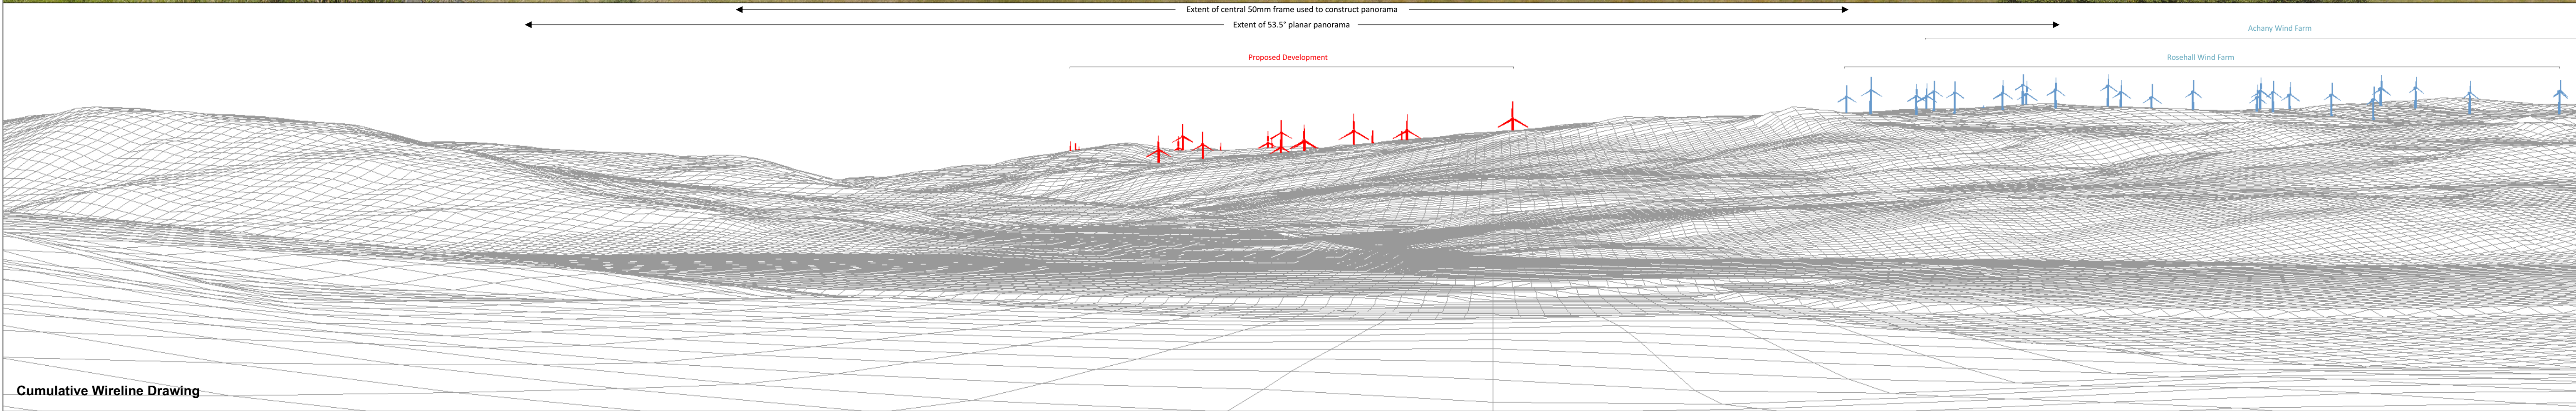 Extent of central 50mm frame used to construct panorama
Extent of 53.5° planar panorama
Achany Wind Farm
Proposed Development
Rosehall Wind Farm
Cumulative Wireline Drawing